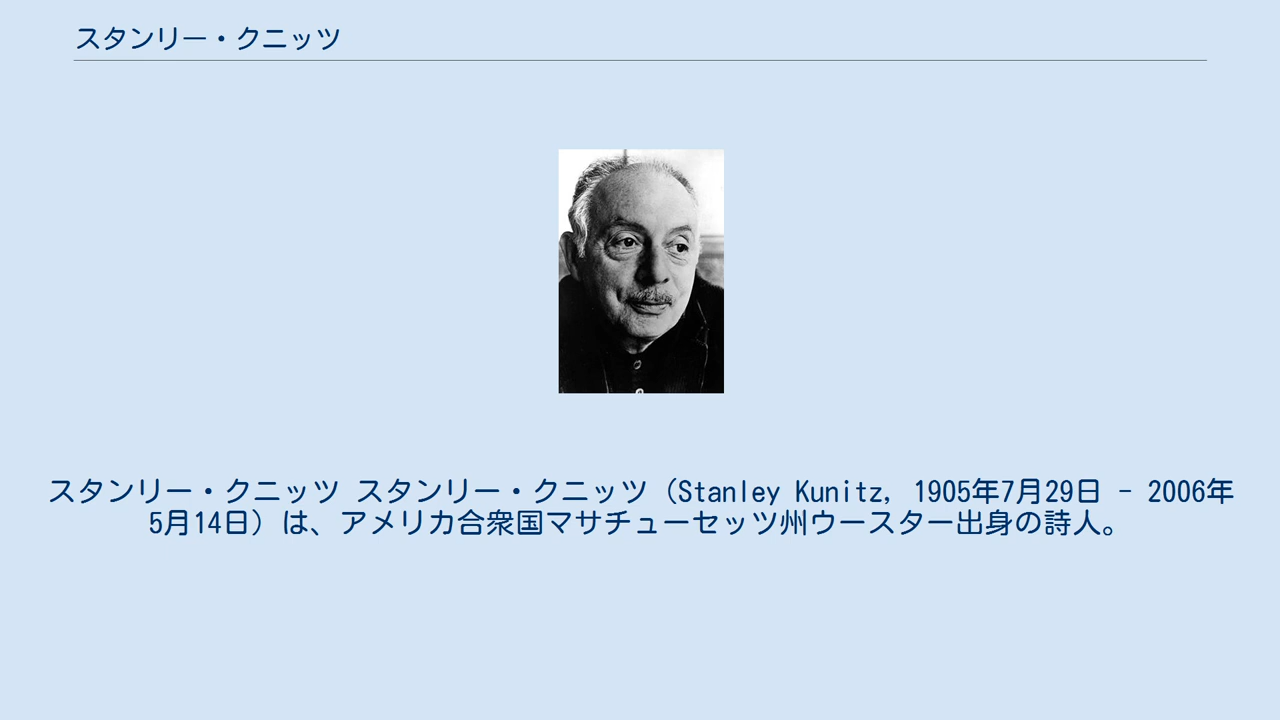 スタンリー・クニッツ
スタンリー・クニッツ スタンリー・クニッツ（Stanley Kunitz, 1905年7月29日 - 2006年
5月14日）は、アメリカ合衆国マサチューセッツ州ウースター出身の詩人。